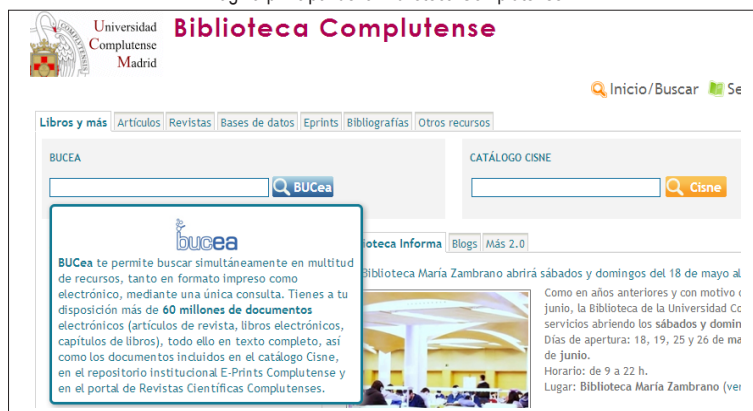 Universidad
Complutense
Madrid
Biblioteca Complutense
Inicio/Buscar
Libros y más Artículos Revistas Bases de datos Eprints Bibliografías Otros recursos
BUCEA
CATÁLOGO CISNE
BUCea
Cisne
bucea
BUCea te permite buscar simultáneamente en multitud
de recursos, tanto en formato impreso como
electrónico, mediante una única consulta. Tienes a tu
disposición más de 60 millones de documentos
electrónicos (artículos de revista, libros electrónicos,
capítulos de libros), todo ello en texto completo, así
como los documentos incluidos en el catálogo Cisne,
en el repositorio institucional E-Prints Complutense y
en el portal de Revistas Científicas Complutenses.
Informa Blogs Más 2.0
Biblioteca María Zambrano abrirá sábados y domingos del 18 de mayo al
Como en años anteriores y con motivo
junio, la Biblioteca de la Universidad
servicios abriendo los sábados y
Días de apertura: 18, 19, 25 y 26 de
de junio.
Horario: de 9 a 22 h.
Lugar: Biblioteca María Zambrano